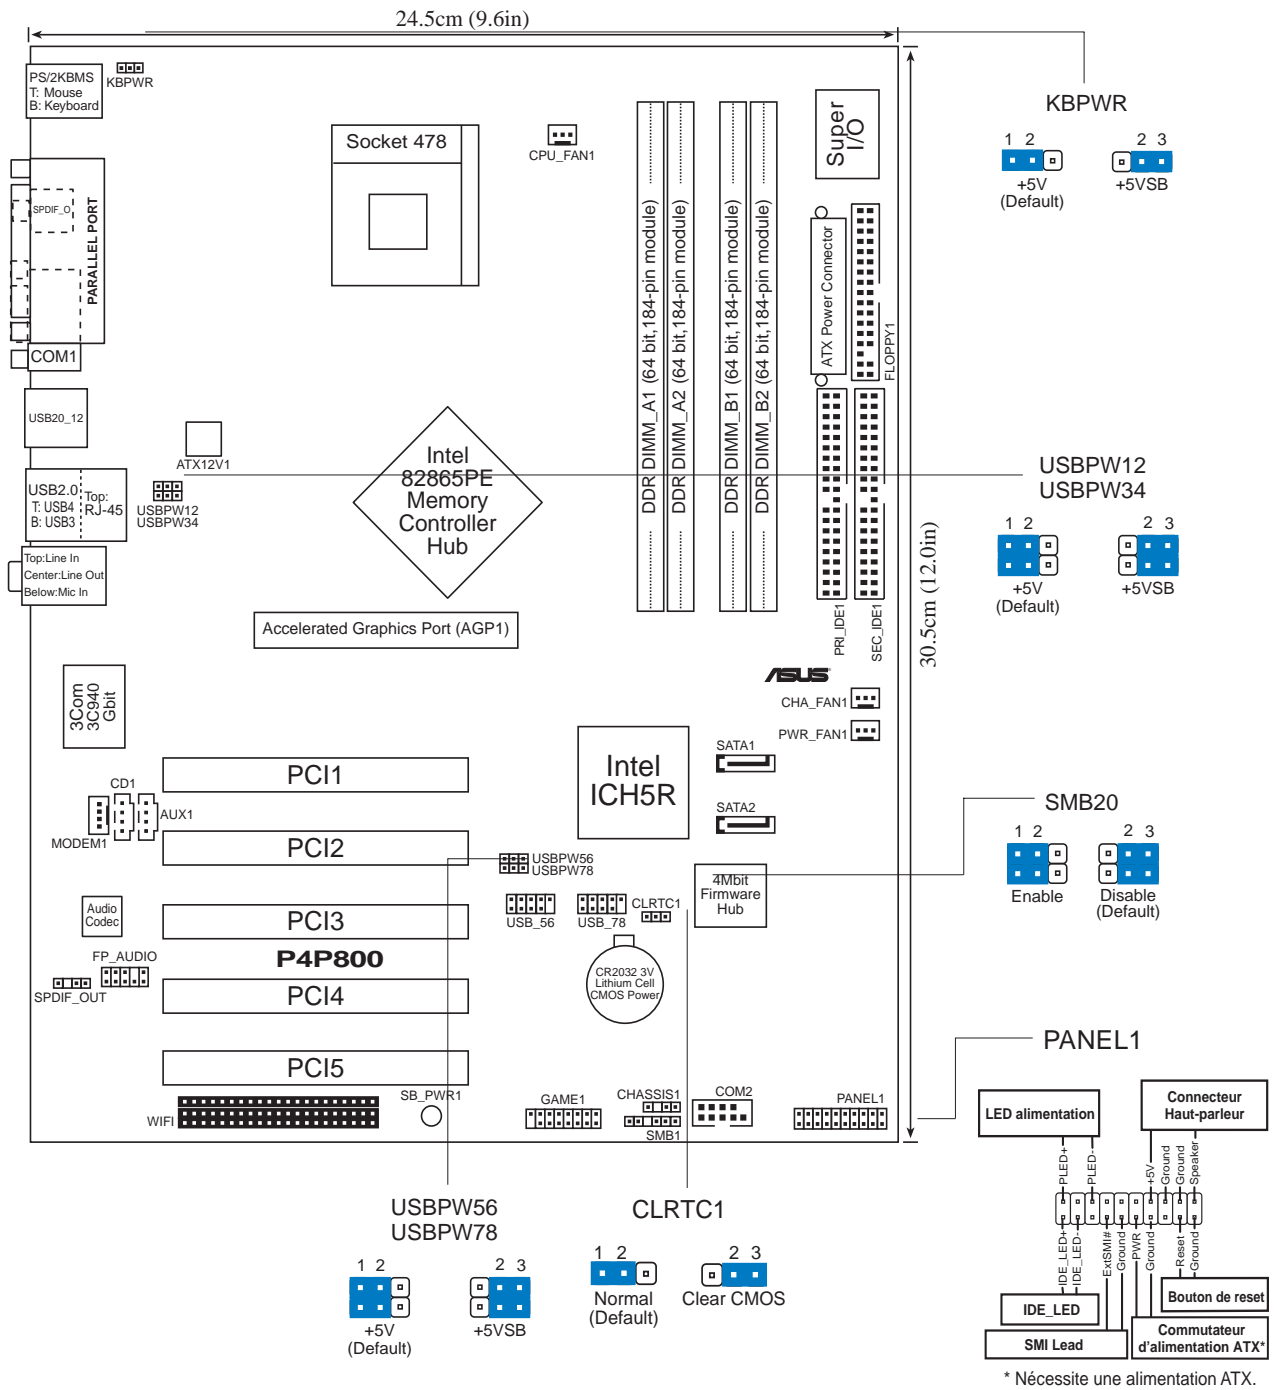 24.5cm (9.6in)
PS/2KBMS
T: Mouse
B: Keyboard
KBPWR
Socket 478
CPU_FAN1
Super
I/O
KBPWR
1 2
2 3
+5V
(Default)
+5VSB
SPDIF_O
PARALLEL PORT
DDR DIMM_A1 (64 bit,184-pin module)
DDR DIMM_A2 (64 bit,184-pin module)
DDR DIMM_B1 (64 bit,184-pin module)
DDR DIMM_B2 (64 bit,184-pin module)
ATX Power Connector
FLOPPY1
COM1
USB20_12
ATX12V1
Intel
82865PE
Memory
Controller
Hub
USB2.0
T: USB4
B: USB3
Top:
RJ-45
USBPW12
USBPW34
USBPW12
USBPW34
1 2
2 3
+5V
(Default)
+5VSB
Top:Line In
Center:Line Out
Below:Mic In
Accelerated Graphics Port (AGP1)
PRI_IDE1
SEC_IDE1
30.5cm (12.0in)
ASUS
3Com
3C940
Gbit
CHA_FAN1
PWR_FAN1
Intel
ICH5R
SATA1
SATA2
PCI1
CD1
AUX1
MODEM1
PCI2
USBPW56
USBPW78
SMB20
1 2
2 3
Enable
Disable
(Default)
4Mbit
Firmware
Hub
Audio
Codec
PCI3
USB_56
USB_78
CLRTC1
P4P800
FP_AUDIO
SPDIF_OUT
PCI4
CR2032 3V
Lithium Cell
CMOS Power
PCI5
PANEL1
WIFI
SB_PWR1
GAME1
CHASSIS1
SMB1
COM2
PANEL1
LED alimentation
Connecteur
Haut-parleur
PLED+
PLED-
+5V
Ground
Ground
Speaker
IDE_LED+
IDE_LED-
ExtSMI#
Ground
PWR
Ground
Reset
Ground
IDE_LED
Bouton de reset
SMI Lead
Commutateur
d'alimentation ATX*
* Nécessite une alimentation ATX.
USBPW56
USBPW78
1 2
2 3
+5V
(Default)
+5VSB
CLRTC1
1 2
2 3
Normal
(Default)
Clear CMOS